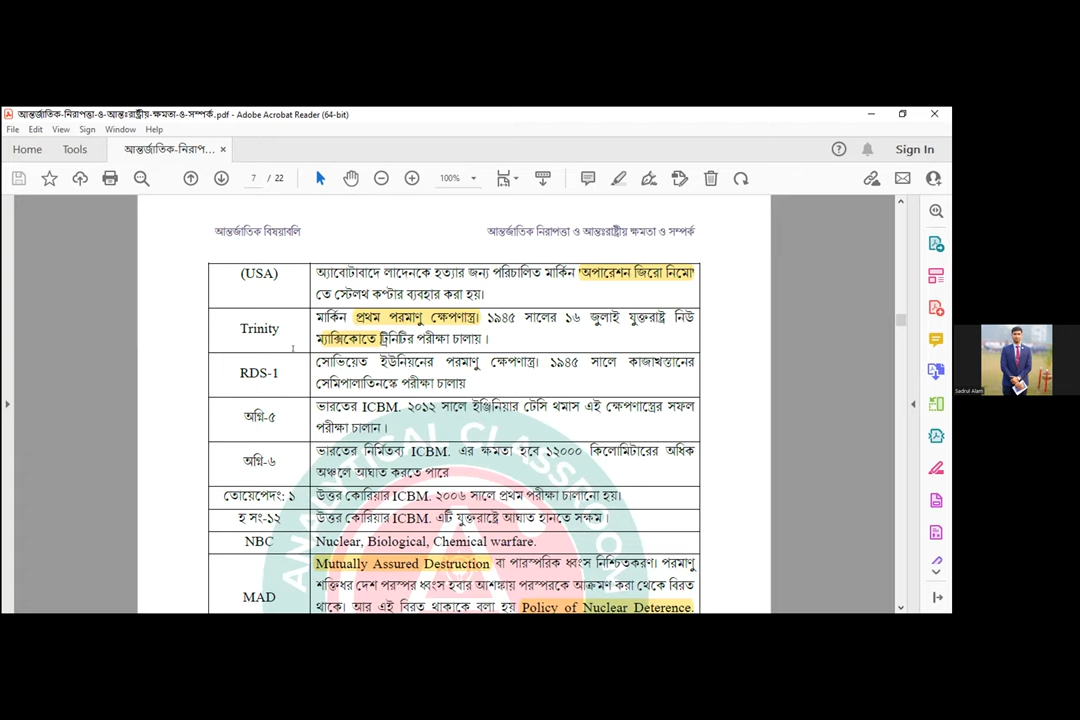 আন্তর্জাতিক-নিরাপত্তা-ও-আন্তঃরাষ্ট্রীয়-ক্ষমতা-ও-সম্পর্ক.pdf - Adobe Acrobat Reader (64-bit)
File Edit View Sign Window Help
Home Tools আন্তর্জাতিক-নিরাপ... × Sign In
7 / 22 100%
আন্তর্জাতিক বিষয়াবলি আন্তর্জাতিক নিরাপত্তা ও আন্তঃরাষ্ট্রীয় ক্ষমতা ও সম্পর্ক
(USA) অ্যাবোটাবাদে লাদেনকে হত্যার জন্য পরিচালিত মার্কিন 'অপারেশন জিরো নিমো'
তে স্টেলথ কপ্টার ব্যবহার করা হয়।
Trinity মার্কিন প্রথম পরমাণু ক্ষেপণাস্ত্র। ১৯৪৫ সালের ১৬ জুলাই যুক্তরাষ্ট্র নিউ
ম্যাক্সিকোতে ট্রিনিটির পরীক্ষা চালায়।
RDS-1 সোভিয়েত ইউনিয়নের পরমাণু ক্ষেপণাস্ত্র। ১৯৪৫ সালে কাজাখস্তানের
সেমিপালাতিনস্কে পরীক্ষা চালায়
অগ্নি-৫ ভারতের ICBM. ২০১২ সালে ইঞ্জিনিয়ার টেসি থমাস এই ক্ষেপণাস্ত্রের সফল
পরীক্ষা চালান।
অগ্নি-৬ ভারতের নির্মিতব্য ICBM. এর ক্ষমতা হবে ১২০০০ কিলোমিটারের অধিক
অঞ্চলে আঘাত করতে পারে
তোয়েপেদং: ১ উত্তর কোরিয়ার ICBM. ২০০৬ সালে প্রথম পরীক্ষা চালানো হয়।
হ সং-১২ উত্তর কোরিয়ার ICBM. এটি যুক্তরাষ্ট্রে আঘাত হানতে সক্ষম।
NBC Nuclear, Biological, Chemical warfare.
MAD Mutually Assured Destruction বা পারস্পরিক ধ্বংস নিশ্চিতকরণ। পরমাণু
শক্তিধর দেশ পরস্পর ধ্বংস হবার আশঙ্কায় পরস্পরকে আক্রমণ করা থেকে বিরত
থাকে। আর এই বিরত থাকাকে বলা হয় Policy of Nuclear Deterence.
ANALYTICAL CLASSROOM
Sadrul Alam